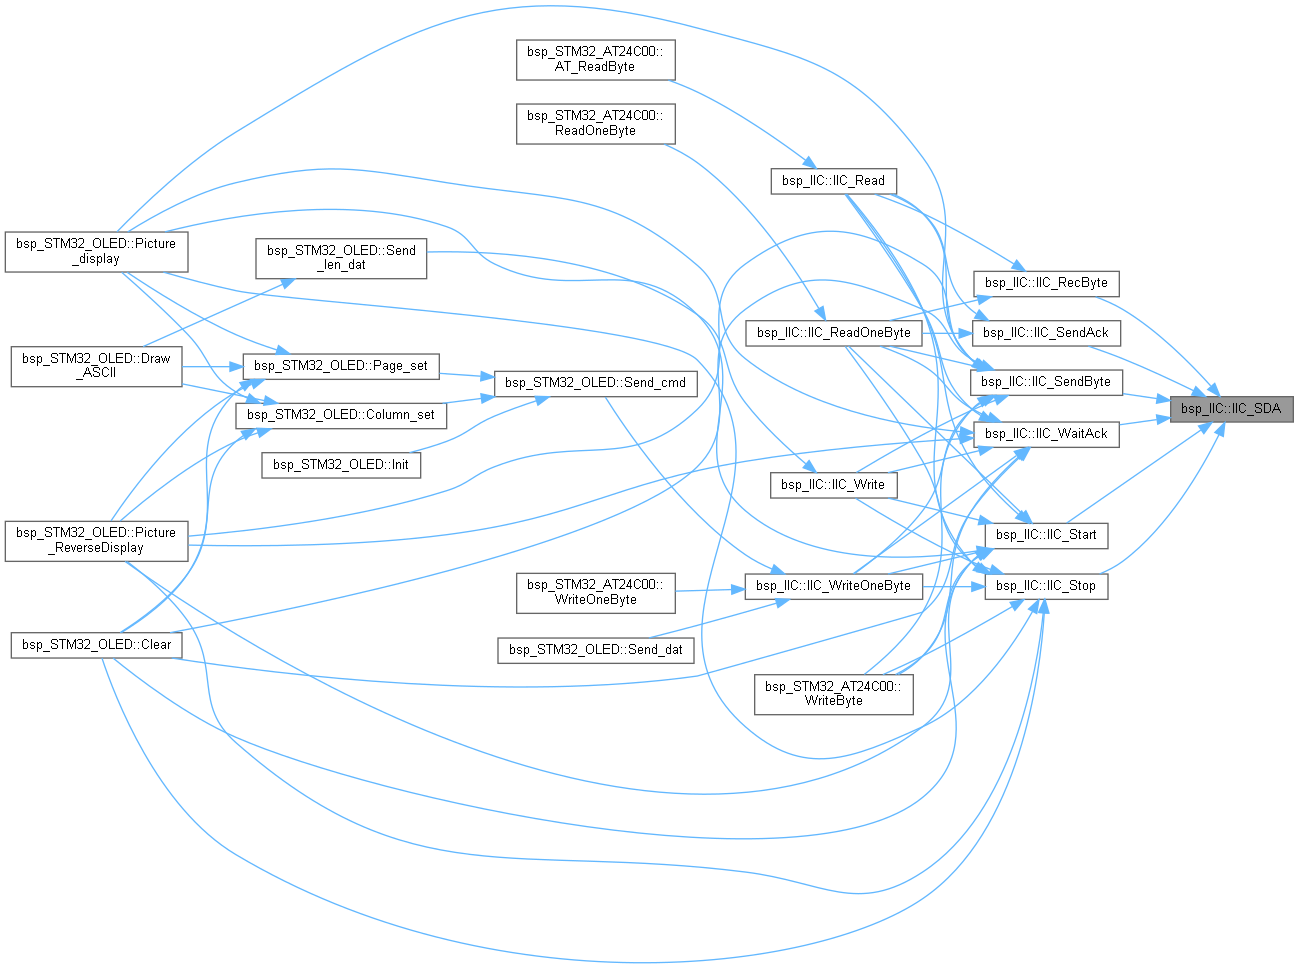 bsp_STM32_AT24C00::
AT_ReadByte
bsp_STM32_AT24C00::
ReadOneByte
bsp_IIC::IIC_Read
bsp_STM32_OLED::Picture
_display
bsp_STM32_OLED::Send
_len_dat
bsp_IIC::IIC_RecByte
bsp_IIC::IIC_ReadOneByte
bsp_IIC::IIC_SendAck
bsp_STM32_OLED::Draw
_ASCII
bsp_STM32_OLED::Page_set
bsp_STM32_OLED::Send_cmd
bsp_IIC::IIC_SendByte
bsp_IIC::IIC_SDA
bsp_STM32_OLED::Column_set
bsp_IIC::IIC_WaitAck
bsp_STM32_OLED::Init
bsp_IIC::IIC_Write
bsp_STM32_OLED::Picture
_ReverseDisplay
bsp_IIC::IIC_Start
bsp_STM32_AT24C00::
WriteOneByte
bsp_IIC::IIC_WriteOneByte
bsp_IIC::IIC_Stop
bsp_STM32_OLED::Clear
bsp_STM32_OLED::Send_dat
bsp_STM32_AT24C00::
WriteByte